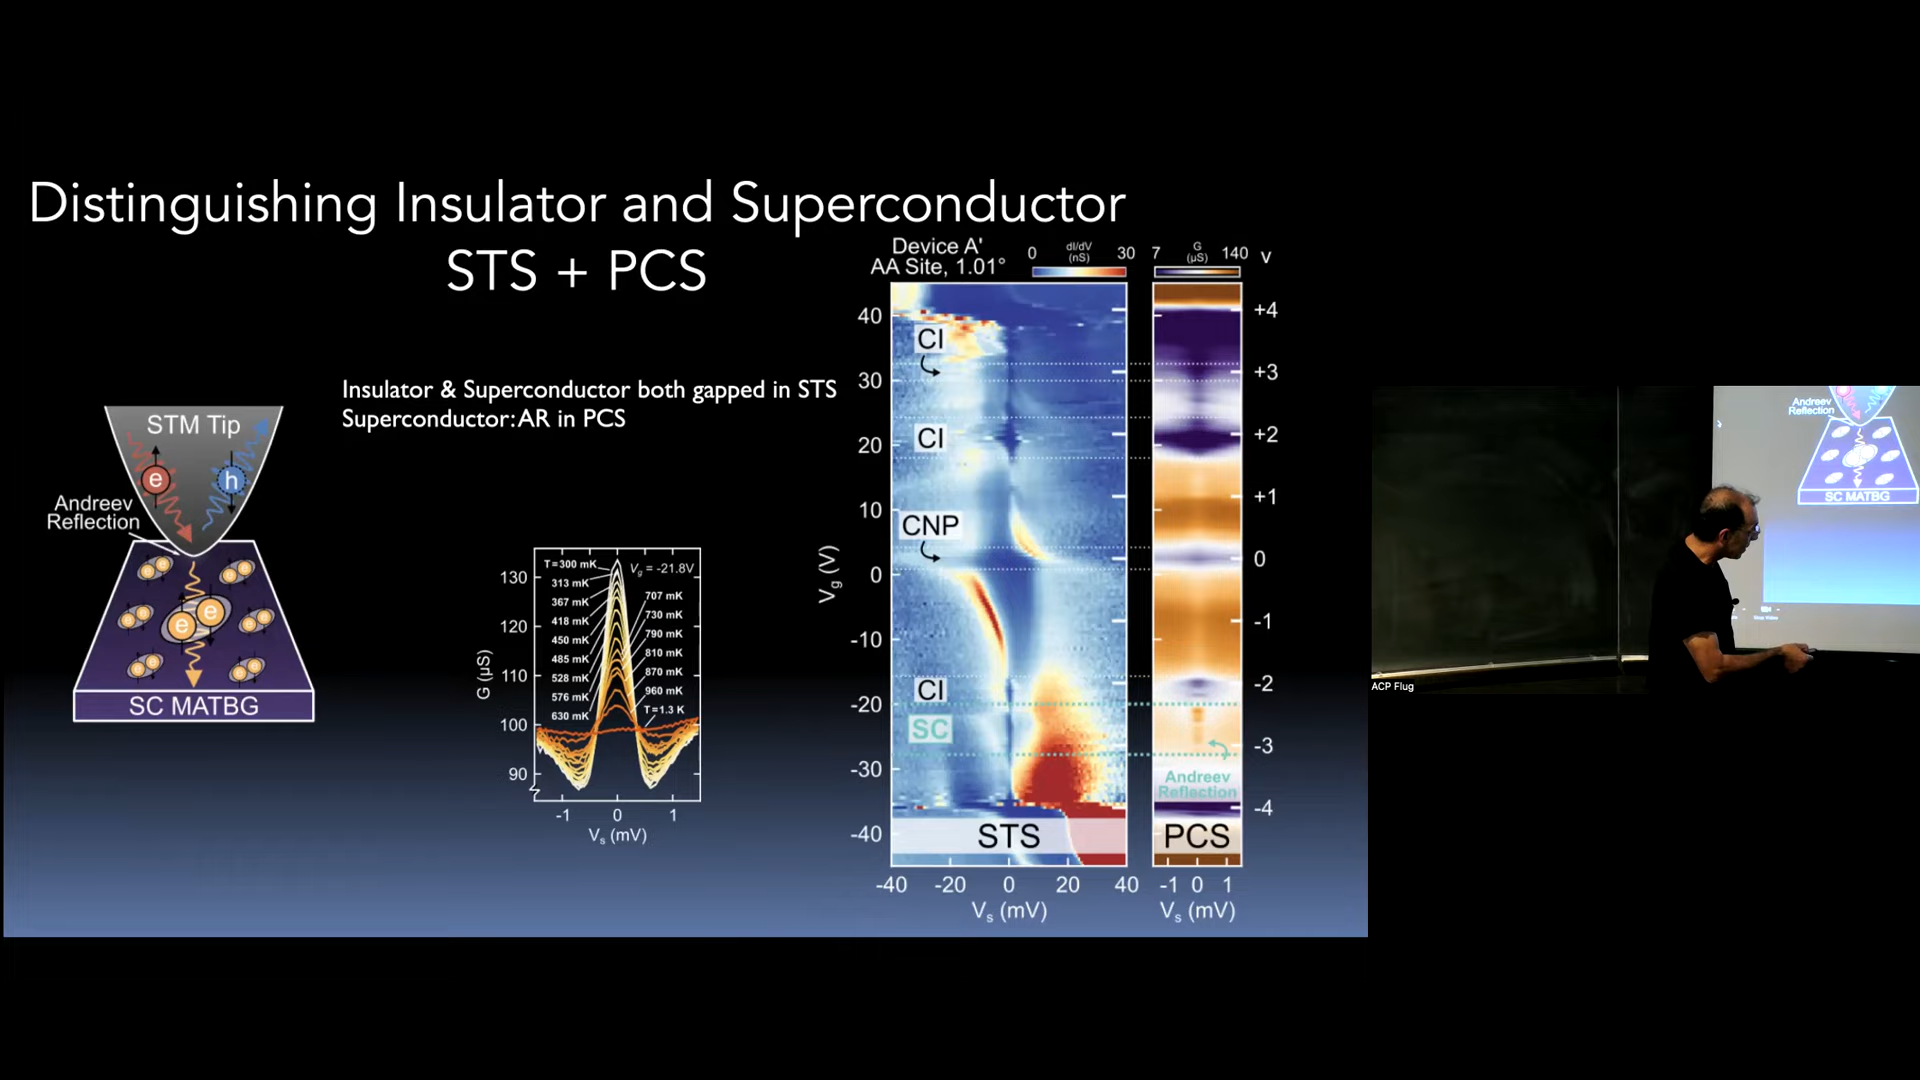 Distinguishing Insulator and Superconductor
STS + PCS
Insulator & Superconductor both gapped in STS
Superconductor: AR in PCS
STM Tip
e
h
Andreev
Reflection
e
e
SC MATBG
T=300 mK
313 mK
367 mK
418 mK
450 mK
485 mK
528 mK
576 mK
630 mK
Vg = -21.8V
707 mK
730 mK
790 mK
810 mK
870 mK
960 mK
T=1.3 K
130
120
110
100
90
G (µS)
-1 0 1
Vs (mV)
Device A'
AA Site, 1.01°
0 dI/dV (nS) 30
7 G (µS) 140
ν
40
30
20
10
0
-10
-20
-30
-40
Vg (V)
CI
CI
CNP
CI
SC
STS
-40 -20 0 20 40
Vs (mV)
+4
+3
+2
+1
0
-1
-2
-3
-4
Andreev
Reflection
PCS
-1 0 1
Vs (mV)
Andreev
Reflection
SC MATBG
ACP Flug